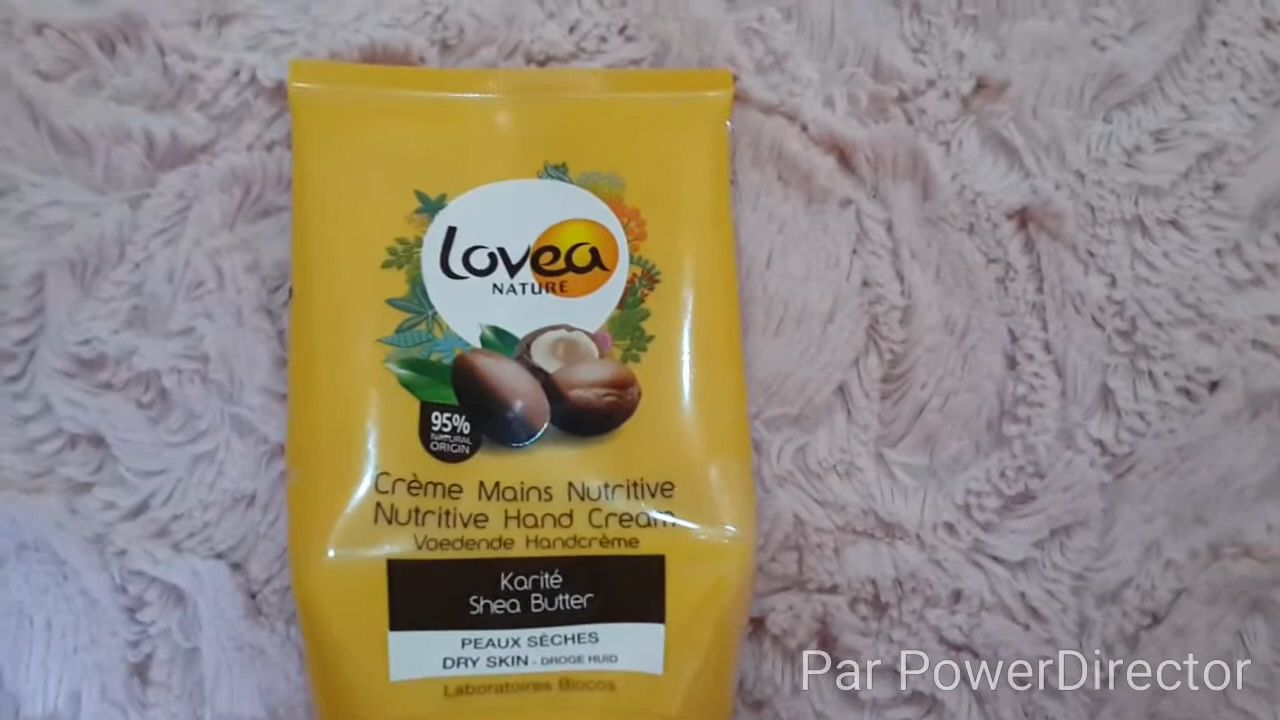 Lovea
NATURE
95%
NATURAL
ORIGIN
Crème Mains Nutritive
Nutritive Hand Cream
Voedende Handcrème
Karité
Shea Butter
PEAUX SÈCHES
DRY SKIN - DROGE HUID
Laboratoires Biocos
Par PowerDirector